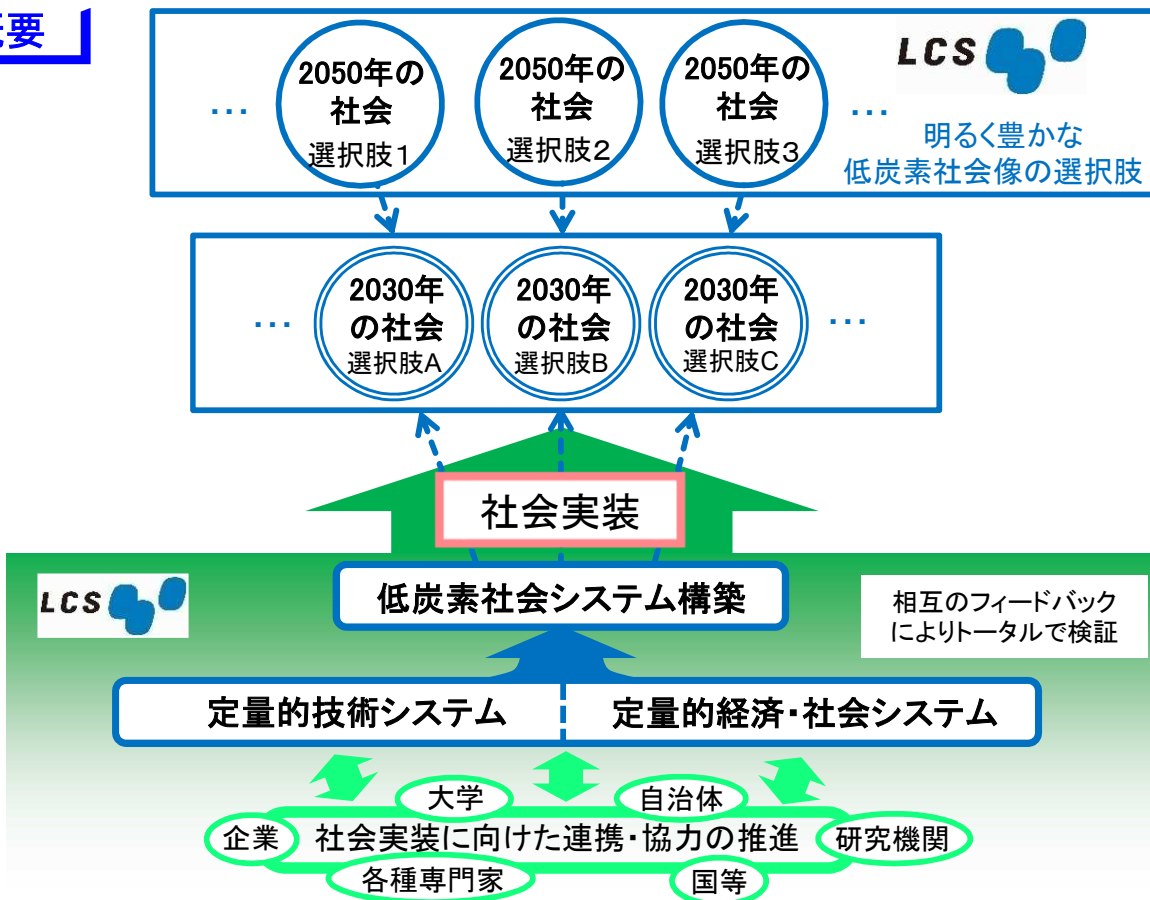 要
2050年の
社会
選択肢1
2050年の
社会
選択肢2
2050年の
社会
選択肢3
…
…
LCS
明るく豊かな
低炭素社会像の選択肢
2030年
の社会
選択肢A
2030年
の社会
選択肢B
2030年
の社会
選択肢C
…
…
社会実装
LCS
低炭素社会システム構築
相互のフィードバック
によりトータルで検証
定量的技術システム
定量的経済・社会システム
大学
自治体
企業
社会実装に向けた連携・協力の推進
研究機関
各種専門家
国等